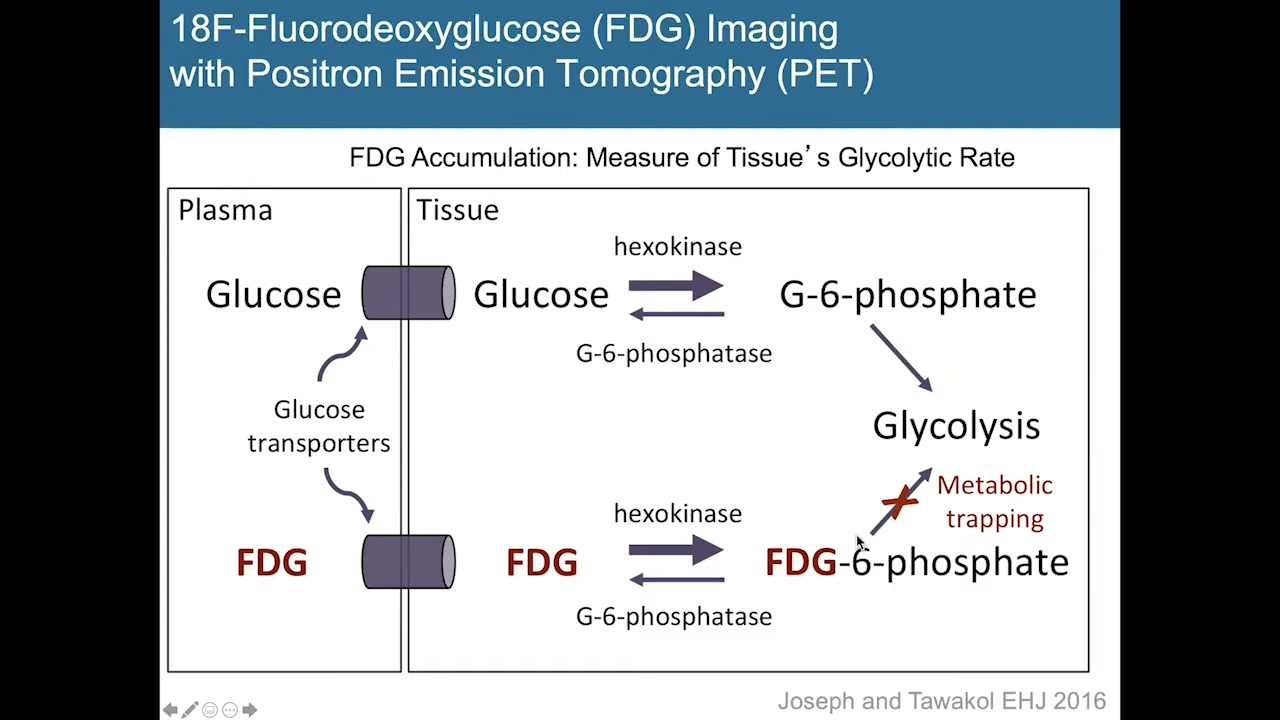 18F-Fluorodeoxyglucose (FDG) Imaging
with Positron Emission Tomography (PET)
FDG Accumulation: Measure of Tissue’s Glycolytic Rate
Plasma
Tissue
hexokinase
Glucose
Glucose
G-6-phosphate
G-6-phosphatase
Glucose
transporters
Glycolysis
Metabolic
trapping
hexokinase
FDG
FDG
FDG-6-phosphate
G-6-phosphatase
Joseph and Tawakol EHJ 2016